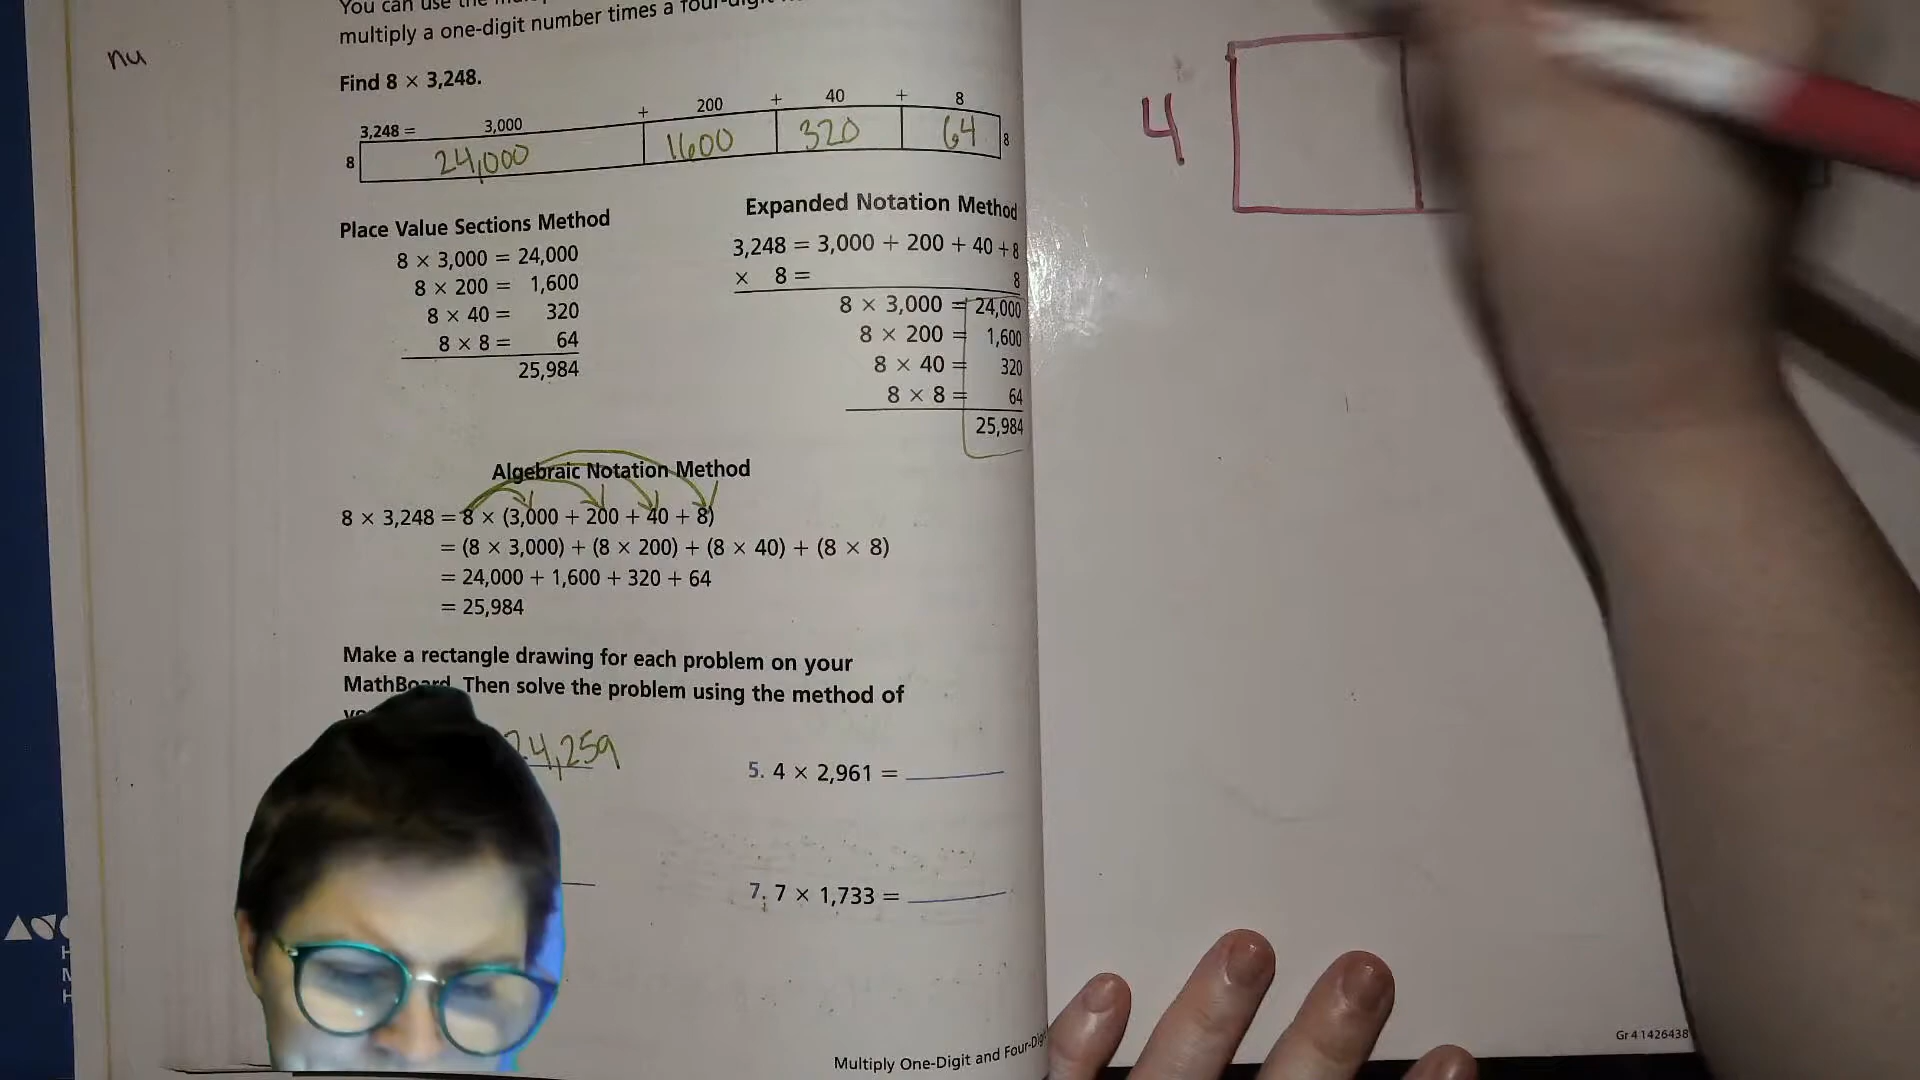 nu
You can use the
multiply a one-digit number times a four-digit
Find 8 × 3,248.
3,248 = 3,000 + 200 + 40 + 8
8 24,000 1600 320 64 8
Place Value Sections Method
8 × 3,000 = 24,000
8 × 200 = 1,600
8 × 40 = 320
8 × 8 = 64
25,984
Expanded Notation Method
3,248 = 3,000 + 200 + 40 + 8
× 8 = 8
8 × 3,000 = 24,000
8 × 200 = 1,600
8 × 40 = 320
8 × 8 = 64
25,984
Algebraic Notation Method
8 × 3,248 = 8 × (3,000 + 200 + 40 + 8)
= (8 × 3,000) + (8 × 200) + (8 × 40) + (8 × 8)
= 24,000 + 1,600 + 320 + 64
= 25,984
Make a rectangle drawing for each problem on your
MathBoard. Then solve the problem using the method of
24,259
5. 4 × 2,961 =
7. 7 × 1,733 =
Multiply One-Digit and Four-Dig
4
Gr 4 1426438